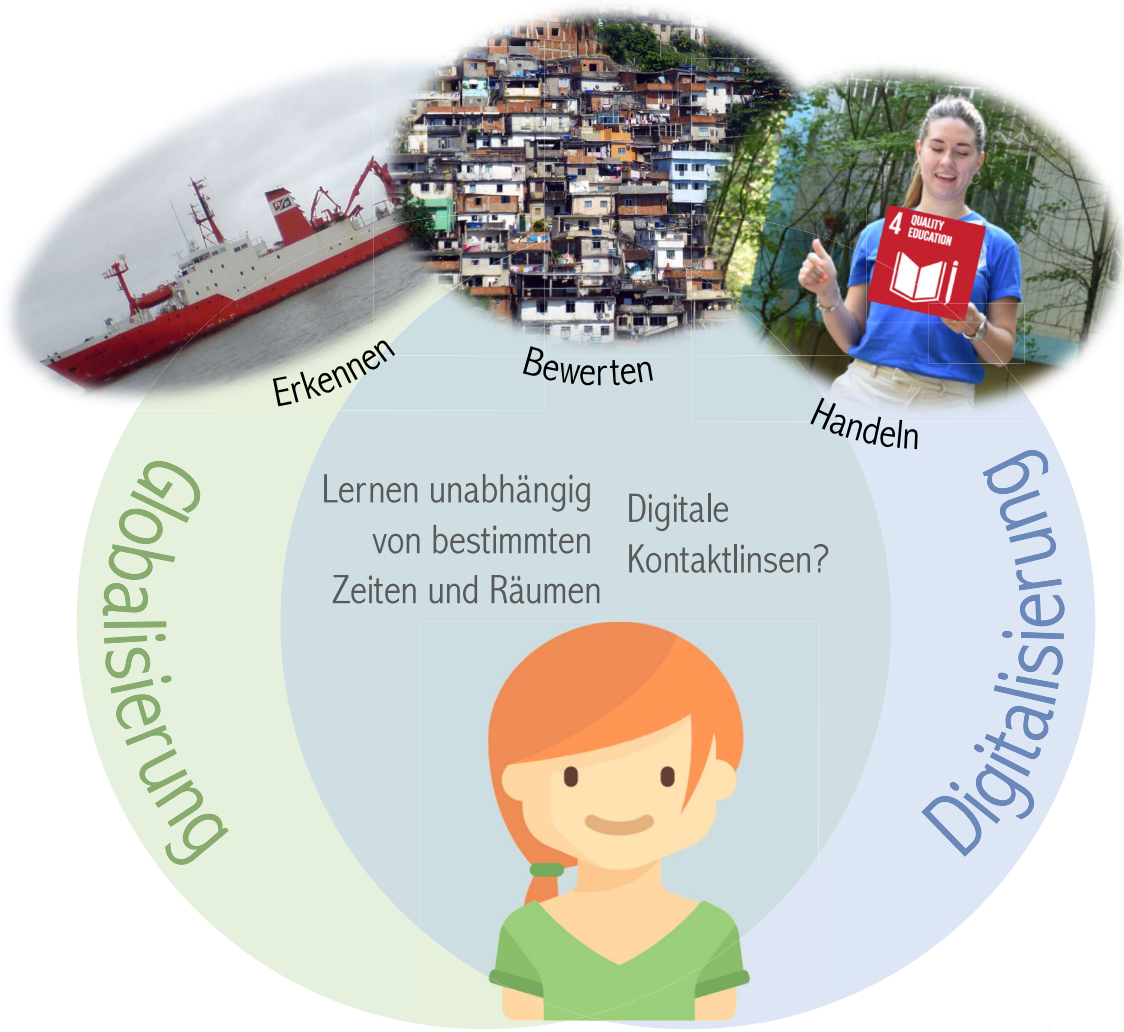 4 QUALITY
EDUCATION
Erkennen
Bewerten
Handeln
Globalisierung
Digitalisierung
Lernen unabhängig
von bestimmten
Zeiten und Räumen
Digitale
Kontaktlinsen?